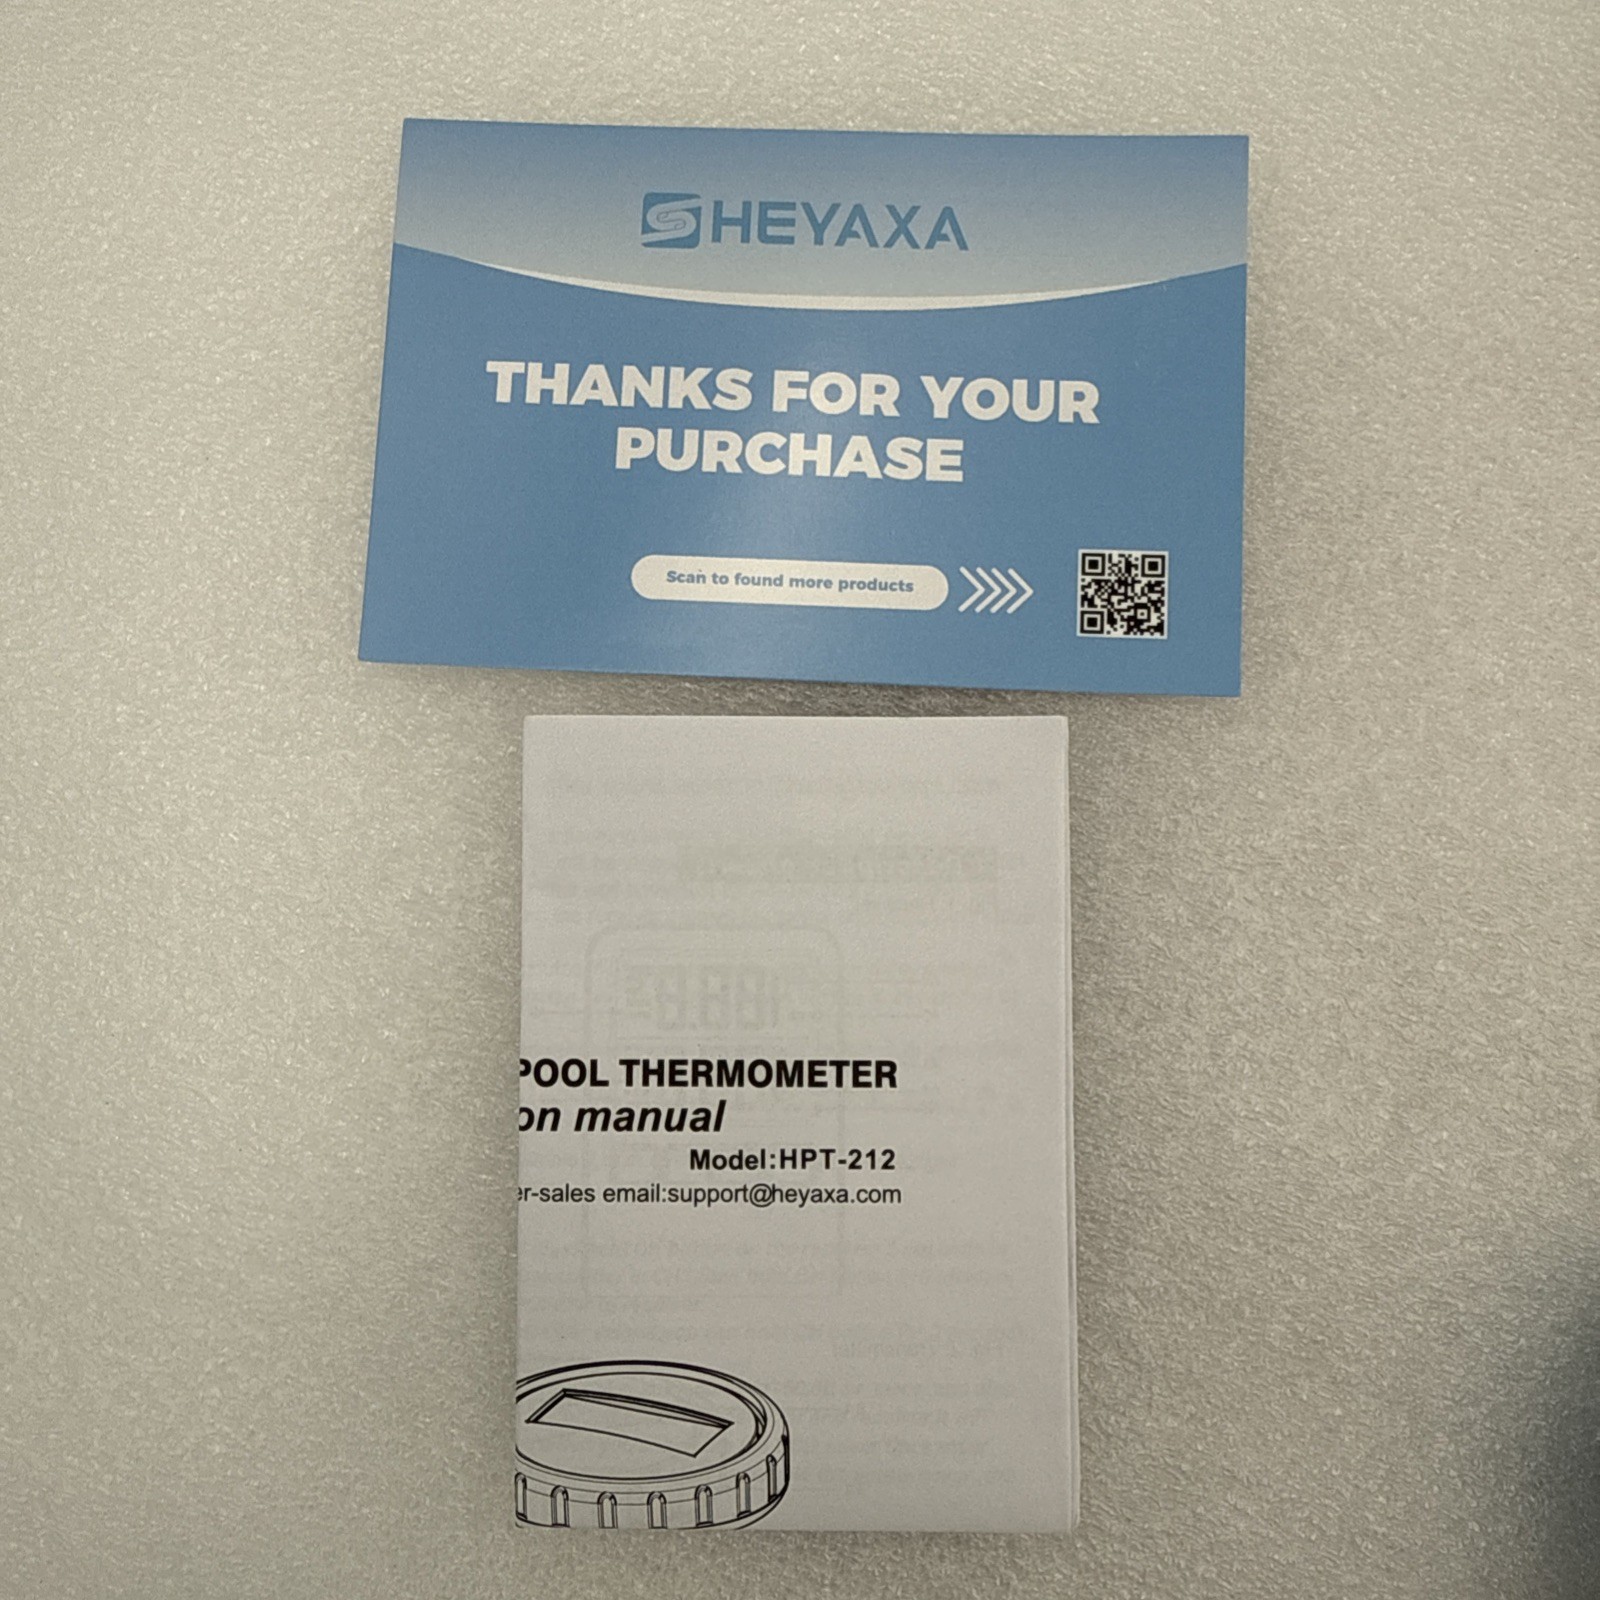 HEYAXA
THANKS FOR YOUR
PURCHASE
Scan to found more products
POOL THERMOMETER
on manual
Model:HPT-212
er-sales email:support@heyaxa.com